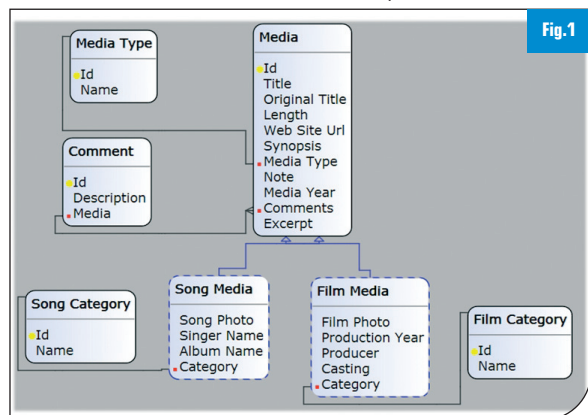 Fig.1
Media Type
Id
Name
Media
Id
Title
Original Title
Length
Web Site Url
Synopsis
Media Type
Note
Media Year
Comments
Excerpt
Comment
Id
Description
Media
Song Category
Id
Name
Song Media
Song Photo
Singer Name
Album Name
Category
Film Media
Film Photo
Production Year
Producer
Casting
Category
Film Category
Id
Name